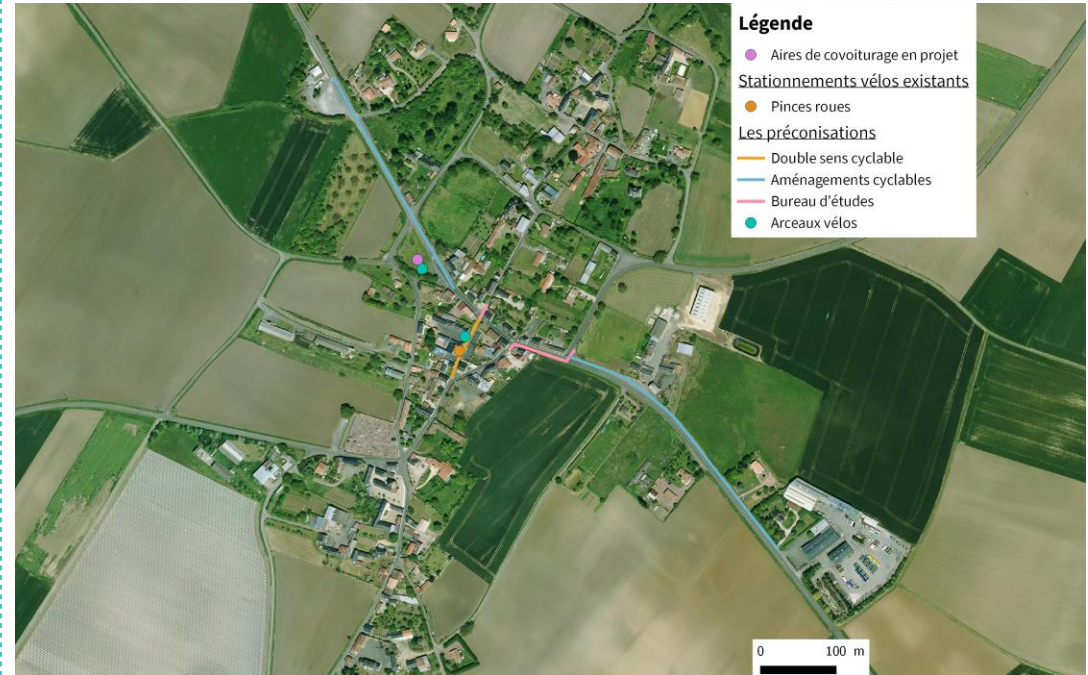 Légende
Aires de covoiturage en projet
Stationnements vélos existants
Pinces roues
Les préconisations
Double sens cyclable
Aménagements cyclables
Bureau d'études
Arceaux vélos
0 100 m